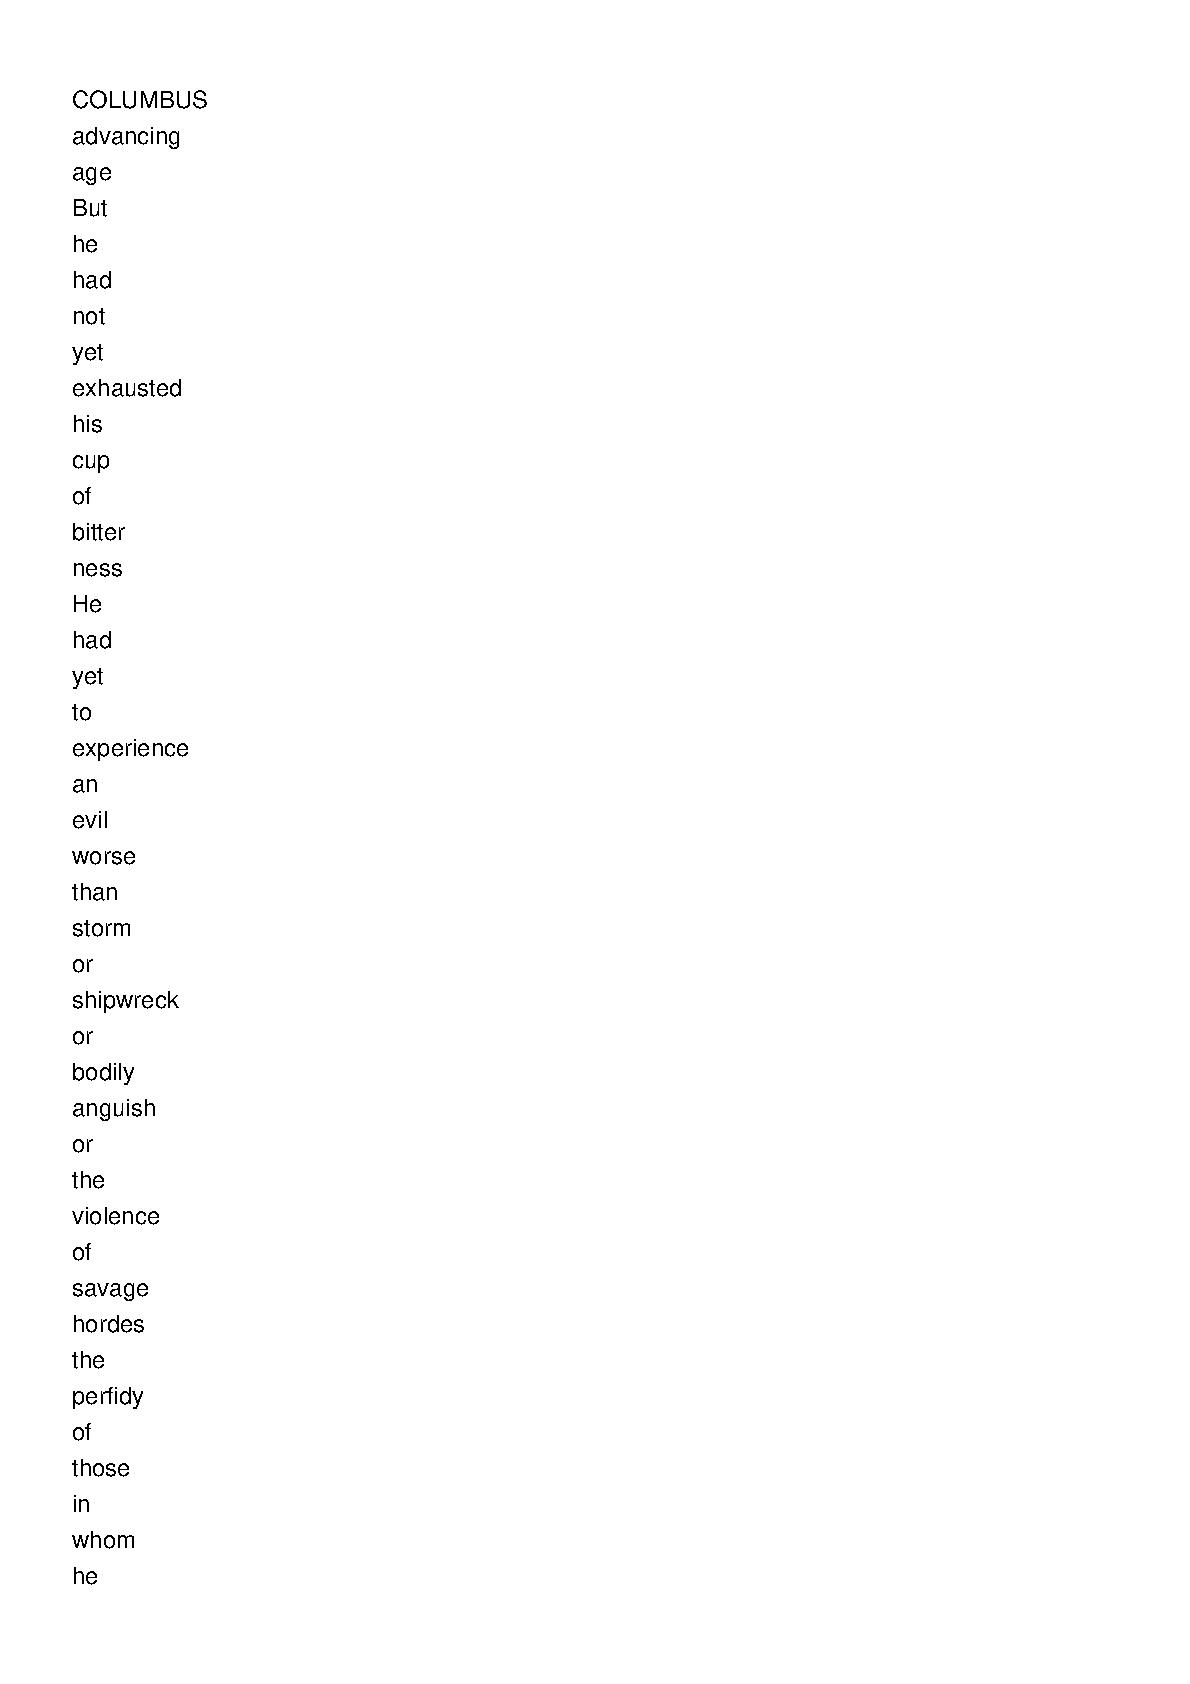 COLUMBUS
advancing
age
But
he
had
not
yet
exhausted
his
cup
of
bitter
ness
He
had
yet
to
experience
an
evil
worse
than
storm
or
shipwreck
or
bodily
anguish
or
the
violence
of
savage
hordes
the
perfidy
of
those
in
whom
he